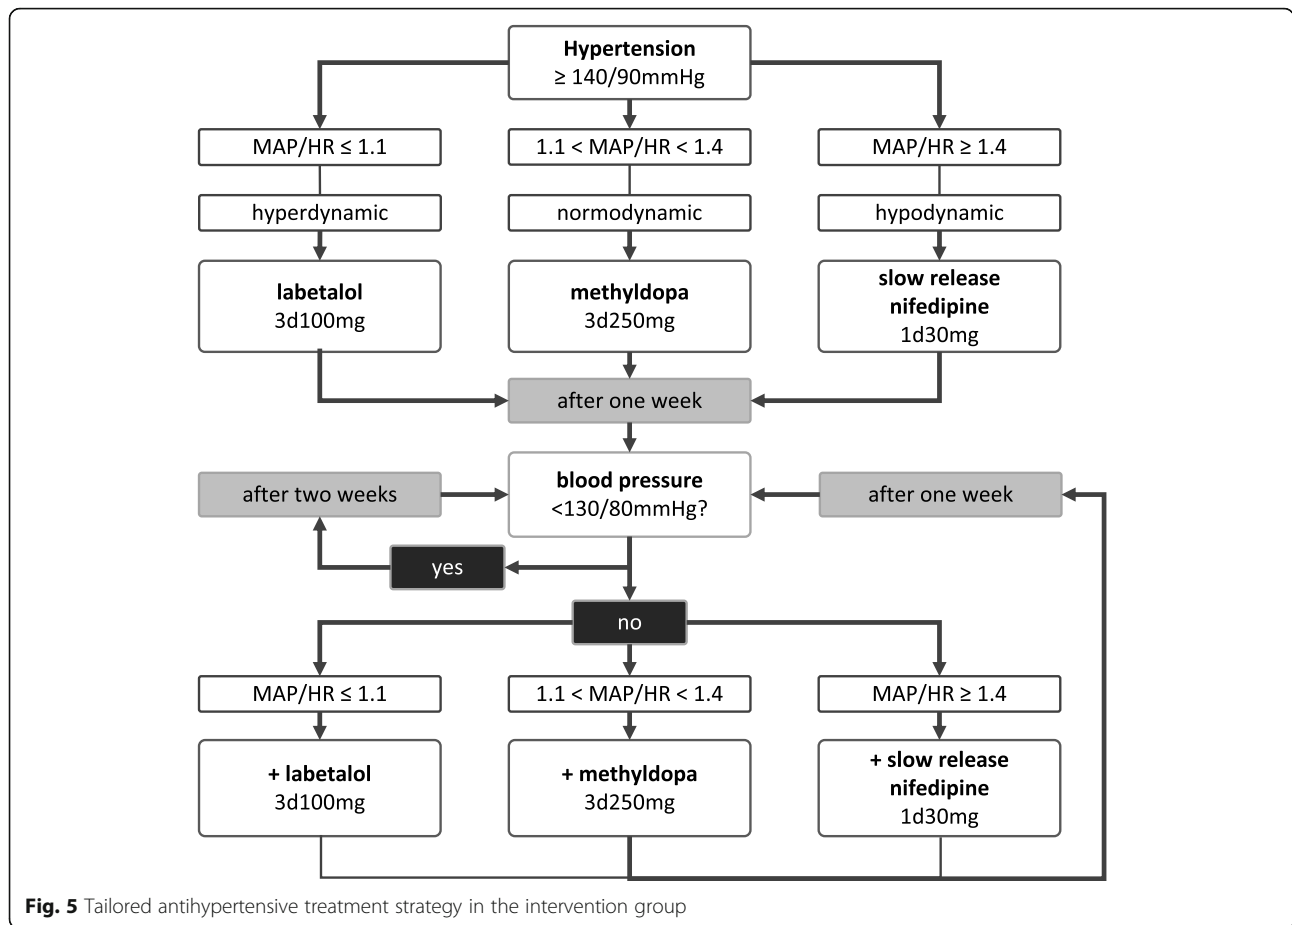 Hypertension
≥ 140/90mmHg
MAP/HR ≤ 1.1
1.1 < MAP/HR < 1.4
MAP/HR ≥ 1.4
hyperdynamic
normodynamic
hypodynamic
labetalol
3d100mg
methyldopa
3d250mg
slow release
nifedipine
1d30mg
after one week
after two weeks
blood pressure
<130/80mmHg?
after one week
yes
no
MAP/HR ≤ 1.1
1.1 < MAP/HR < 1.4
MAP/HR ≥ 1.4
+ labetalol
3d100mg
+ methyldopa
3d250mg
+ slow release
nifedipine
1d30mg
Fig. 5 Tailored antihypertensive treatment strategy in the intervention group